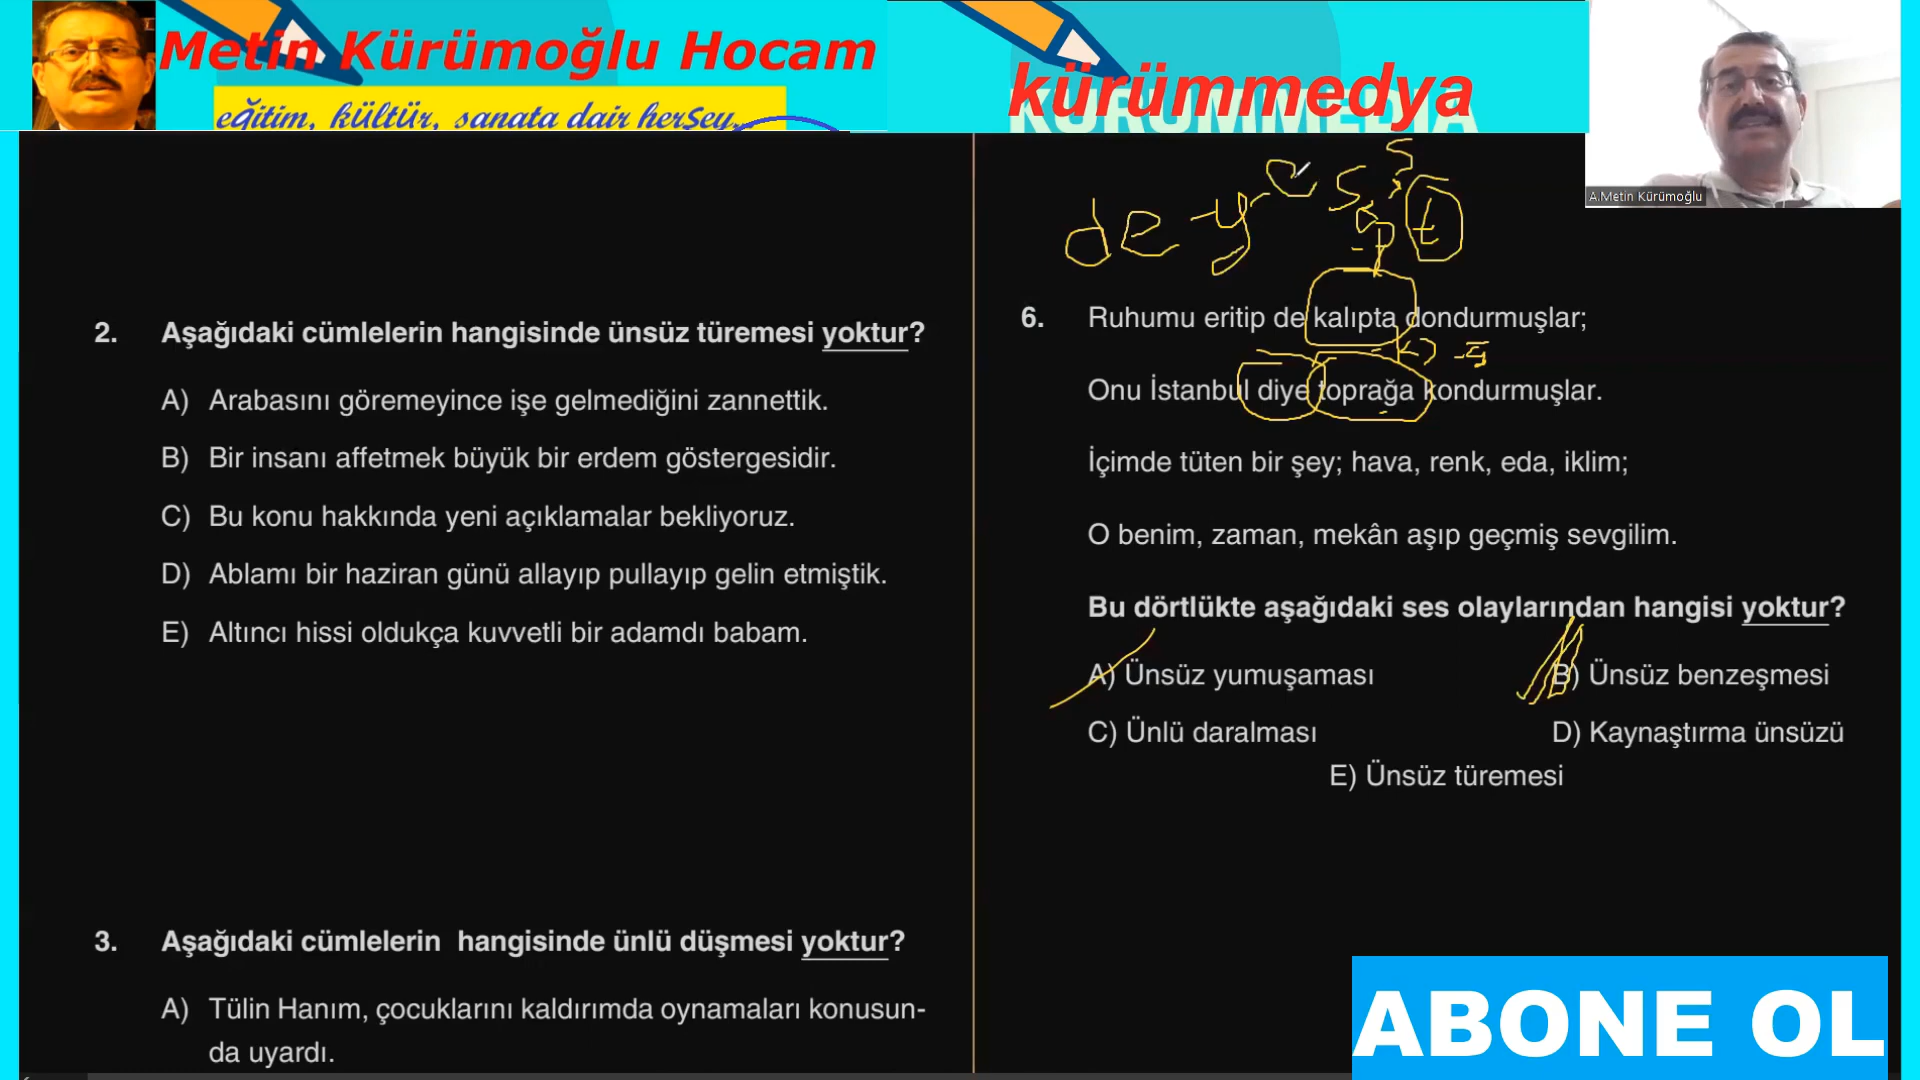 Metin Kürümoğlu Hocam
eğitim, kültür, sanata dair herşey..
kürümmedya
A.Metin Kürümoğlu
2. Aşağıdaki cümlelerin hangisinde ünsüz türemesi yoktur?
A) Arabasını göremeyince işe gelmediğini zannettik.
B) Bir insanı affetmek büyük bir erdem göstergesidir.
C) Bu konu hakkında yeni açıklamalar bekliyoruz.
D) Ablamı bir haziran günü allayıp pullayıp gelin etmiştik.
E) Altıncı hissi oldukça kuvvetli bir adamdı babam.
3. Aşağıdaki cümlelerin hangisinde ünlü düşmesi yoktur?
A) Tülin Hanım, çocuklarını kaldırımda oynamaları konusun-
da uyardı.
de-y
6. Ruhumu eritip de kalıpta dondurmuşlar;
Onu İstanbul diye toprağa kondurmuşlar.
İçimde tüten bir şey; hava, renk, eda, iklim;
O benim, zaman, mekân aşıp geçmiş sevgilim.
Bu dörtlükte aşağıdaki ses olaylarından hangisi yoktur?
A) Ünsüz yumuşaması B) Ünsüz benzeşmesi
C) Ünlü daralması D) Kaynaştırma ünsüzü
E) Ünsüz türemesi
ABONE OL